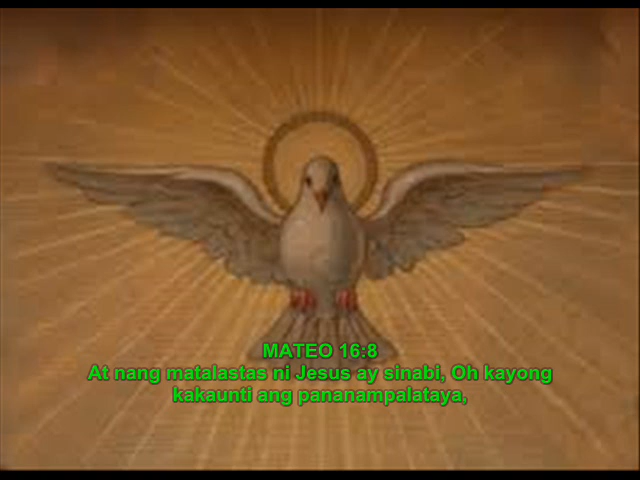 MATEO 16:8
At nang matalastas ni Jesus ay sinabi, Oh kayong
kakaunti ang pananampalataya,